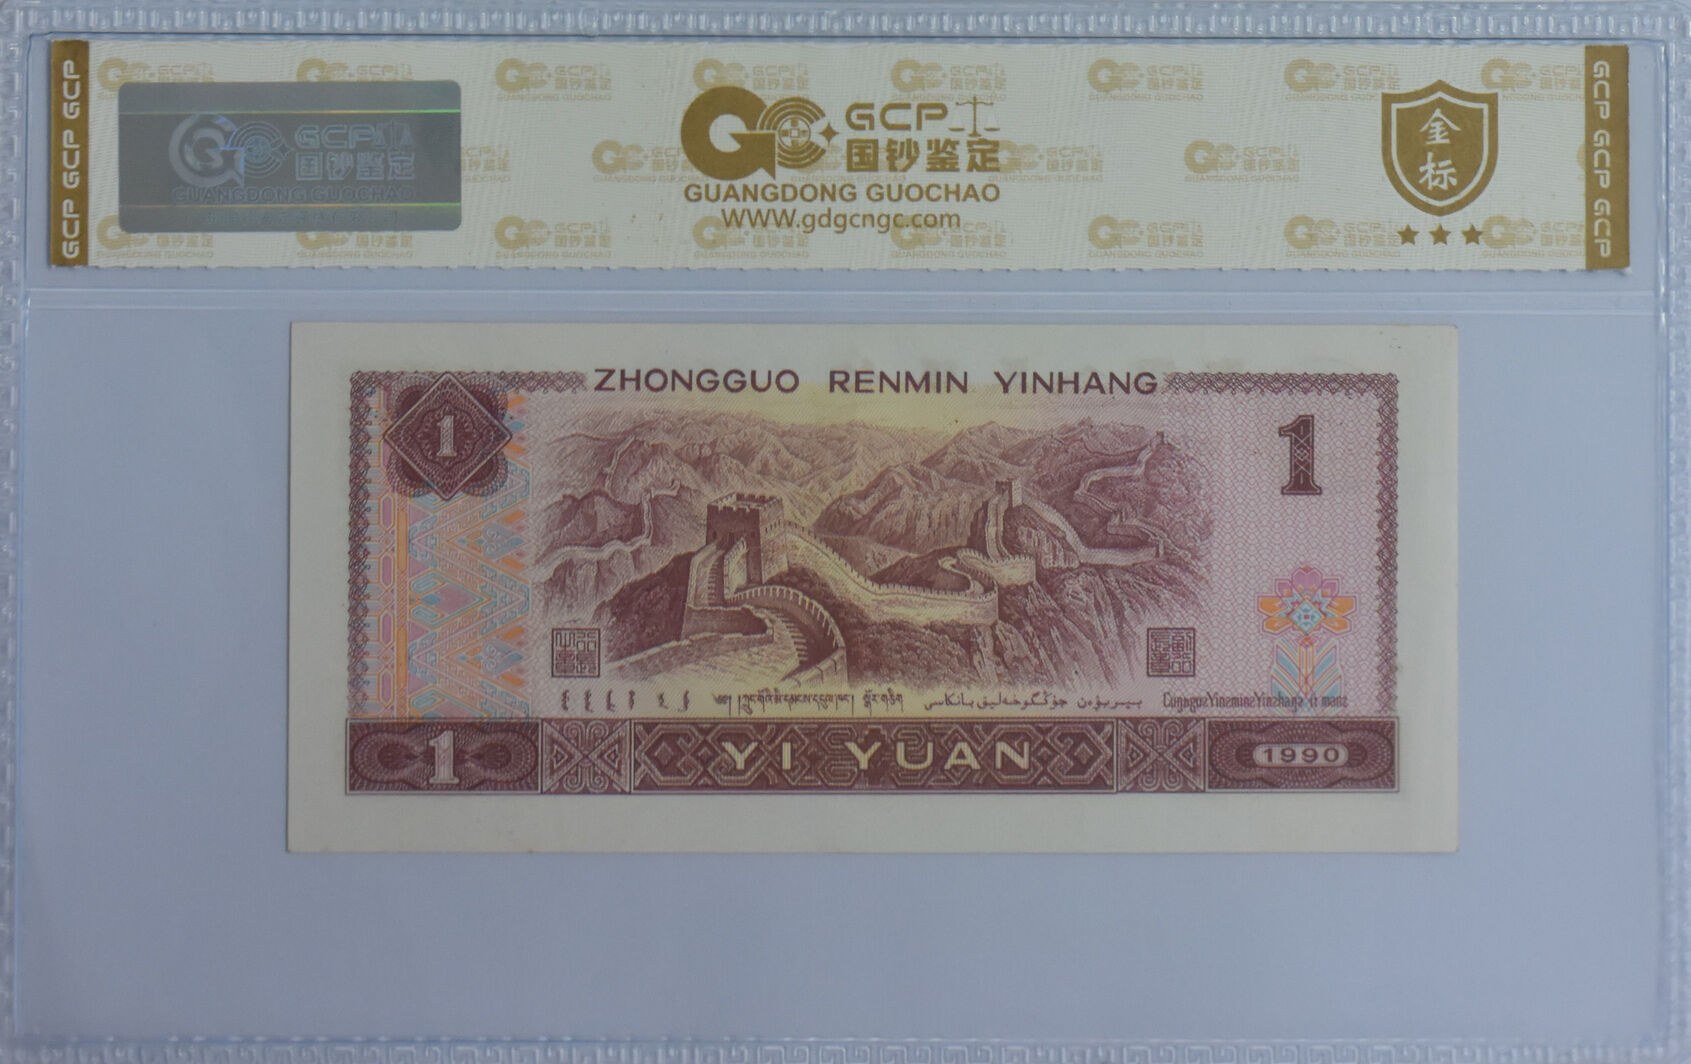 GCP GCP GCP
GCP
国钞鉴定
GUANGDONG GUOCHAO
GCP
国钞鉴定
GUANGDONG GUOCHAO
WWW.gdgcngc.com
金
标
GCP GCP GCP
ZHONGGUO RENMIN YINHANG
1
1
YI YUAN
1
1990